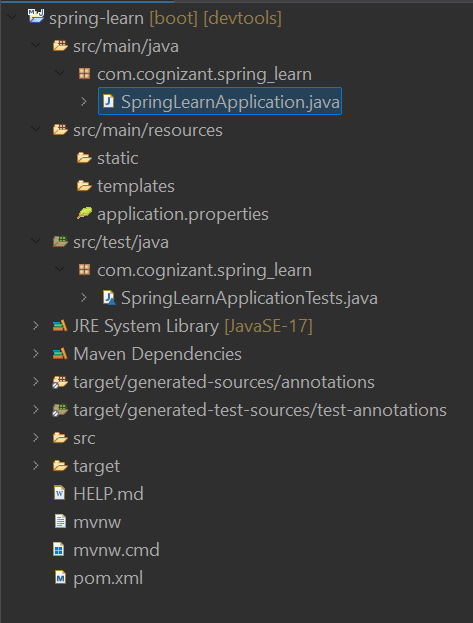 spring-learn [boot] [devtools]
src/main/java
com.cognizant.spring_learn
SpringLearnApplication.java
src/main/resources
static
templates
application.properties
src/test/java
com.cognizant.spring_learn
SpringLearnApplicationTests.java
JRE System Library [JavaSE-17]
Maven Dependencies
target/generated-sources/annotations
target/generated-test-sources/test-annotations
src
target
HELP.md
mvnw
mvnw.cmd
pom.xml